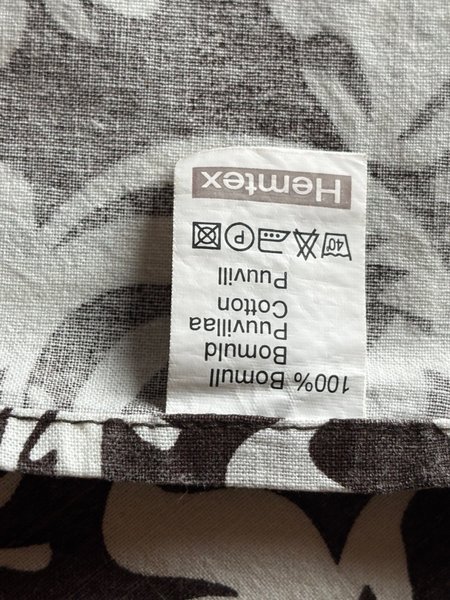 Hemtex
40°
P
100% Bomull
Bomuld
Puuvillaa
Cotton
Puuvill